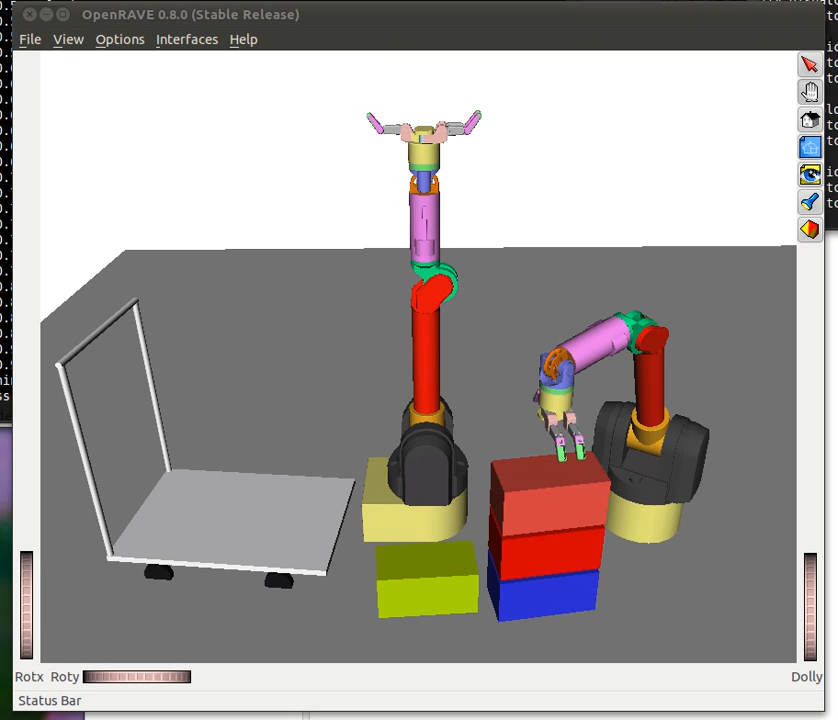 OpenRAVE 0.8.0 (Stable Release)
File View Options Interfaces Help
Rotx Roty Dolly
Status Bar